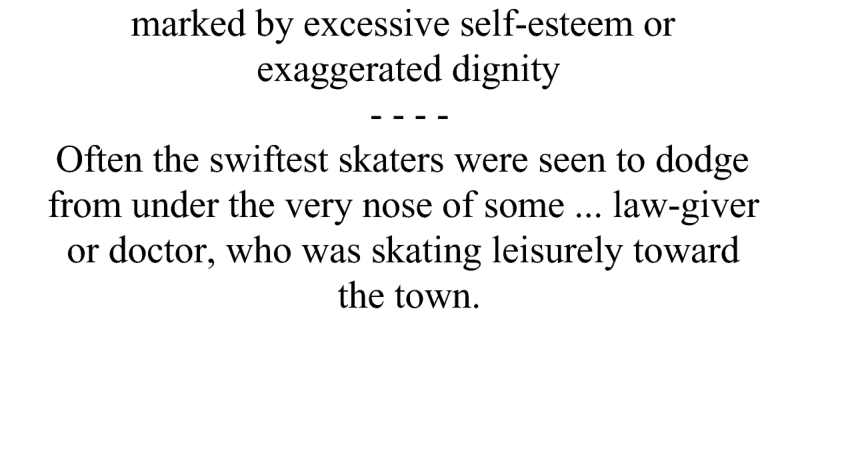 marked by excessive self-esteem or
exaggerated dignity
- - - -
Often the swiftest skaters were seen to dodge
from under the very nose of some ... law-giver
or doctor, who was skating leisurely toward
the town.